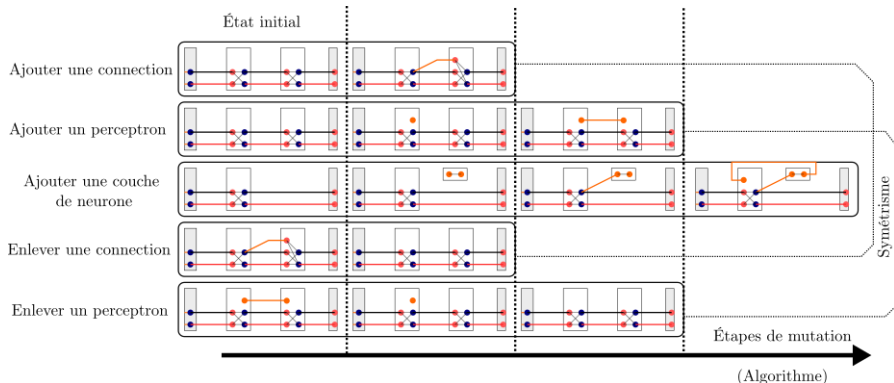 État initial
Ajouter une connection
Ajouter un perceptron
Ajouter une couche
de neurone
Enlever une connection
Enlever un perceptron
Symétrisme
Étapes de mutation
(Algorithme)